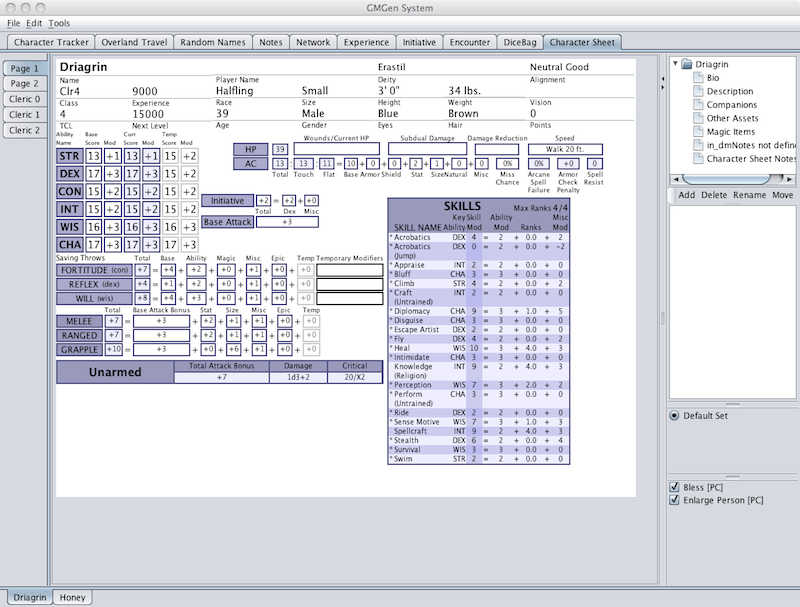 GMGen System
File Edit Tools
Character Tracker Overland Travel Random Names Notes Network Experience Initiative Encounter DiceBag Character Sheet
Page 1
Page 2
Cleric 0
Cleric 1
Cleric 2
Diagrin Erastil Neutral Good
Name Player Name Deity Alignment
Clr4 9000 Halfling Small 3' 0" 34 lbs.
Class Experience Race Size Height Weight Vision
4 15000 39 Male Blue Brown 0
TCL Next Level Age Gender Eyes Hair Points
Ability Name Base Score Mod Curr Score Mod Temp Score Mod
STR 13 +1 13 +1 15 +2
DEX 17 +3 17 +3 15 +2
CON 15 +2 15 +2 15 +2
INT 15 +2 15 +2 15 +2
WIS 16 +3 16 +3 16 +3
CHA 17 +3 17 +3 17 +3
Wounds/Current HP Subdual Damage Damage Reduction Speed
HP 39 Walk 20 ft.
AC 13 : 13 : 11 = 10 + 0 + 0 + 2 + 1 + 0 + 0 0% 0% +0 0
Total Touch Flat Base Armor Shield Stat Size Natural Misc Miss Chance Arcane Spell Failure Armor Check Penalty Spell Resist
Initiative +2 = +2 + +0
Total Dex Misc
Base Attack +3
Saving Throws Total Base Ability Magic Misc Epic Temp Temporary Modifiers
FORTITUDE (con) +7 = +4 + +2 + +0 + +1 + +0 + +0
REFLEX (dex) +4 = +1 + +2 + +0 + +1 + +0 + +0
WILL (wis) +8 = +4 + +3 + +0 + +1 + +0 + +0
Total Base Attack Bonus Stat Size Misc Epic Temp
MELEE +7 = +3 + +2 + +1 + +1 + +0 + +0
RANGED +7 = +3 + +2 + +1 + +1 + +0 + +0
GRAPPLE +10 = +3 + +0 + +6 + +1 + +0 + +0
Unarmed
Total Attack Bonus Damage Critical
+7 1d3+2 20/X2
SKILLS Max Ranks 4/4
SKILL NAME Key Ability Skill Mod Ability Mod Ranks Misc Mod
* Acrobatics DEX 4 = 2 + 0.0 + 2
* Acrobatics (Jump) DEX 0 = 2 + 0.0 + -2
* Appraise INT 2 = 2 + 0.0 + 0
* Bluff CHA 3 = 3 + 0.0 + 0
* Climb STR 4 = 2 + 0.0 + 2
* Craft (Untrained) INT 2 = 2 + 0.0 + 0
* Diplomacy CHA 9 = 3 + 1.0 + 5
* Disguise CHA 3 = 3 + 0.0 + 0
* Escape Artist DEX 2 = 2 + 0.0 + 0
* Fly DEX 4 = 2 + 0.0 + 2
* Heal WIS 10 = 3 + 4.0 + 3
* Intimidate CHA 3 = 3 + 0.0 + 0
Knowledge (Religion) INT 9 = 2 + 4.0 + 3
* Perception WIS 7 = 3 + 2.0 + 2
* Perform (Untrained) CHA 3 = 3 + 0.0 + 0
* Ride DEX 2 = 2 + 0.0 + 0
* Sense Motive WIS 7 = 3 + 1.0 + 3
Spellcraft INT 9 = 2 + 4.0 + 3
* Stealth DEX 6 = 2 + 0.0 + 4
* Survival WIS 3 = 3 + 0.0 + 0
* Swim STR 2 = 2 + 0.0 + 0
Diagrin
Bio
Description
Companions
Other Assets
Magic Items
in_dmNotes not define
Character Sheet Notes
Add Delete Rename Move
Default Set
Bless [PC]
Enlarge Person [PC]
Diagrin Honey